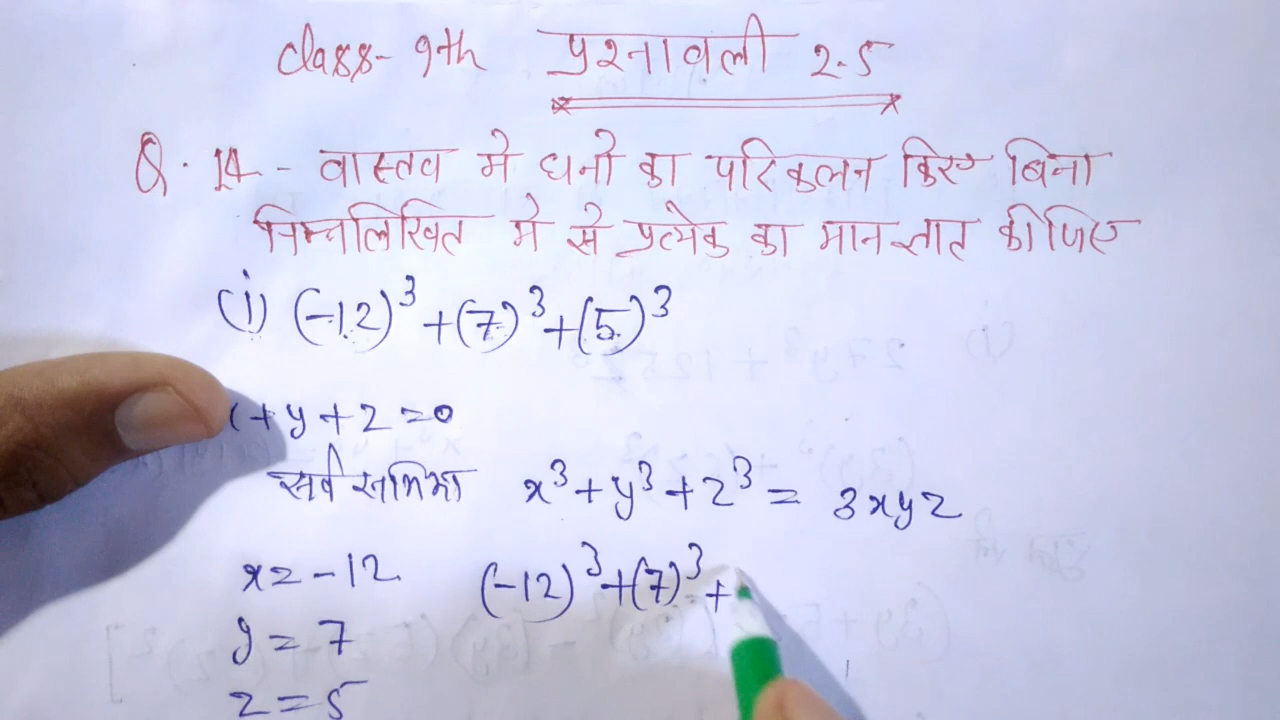 Class- 9th प्रश्नावली 2.5
Q. 14 - वास्तव मे घनो का परिकलन किए बिना
निम्नलिखित मे से प्रत्येक का मान ज्ञात कीजिए
(i) (-12)³ + (7)³ + (5)³
x + y + z = 0
सर्व समिका x³ + y³ + z³ = 3xyz
x = -12 (-12)³ + (7)³ +
y = 7
z = 5